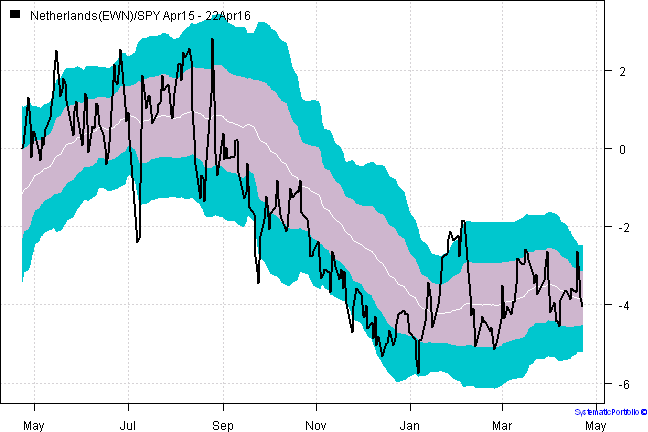 Netherlands(EWN)/SPY Apr15 - 22Apr16
2
0
-2
-4
-6
May Jul Sep Nov Jan Mar May
SystematicPortfolio ©